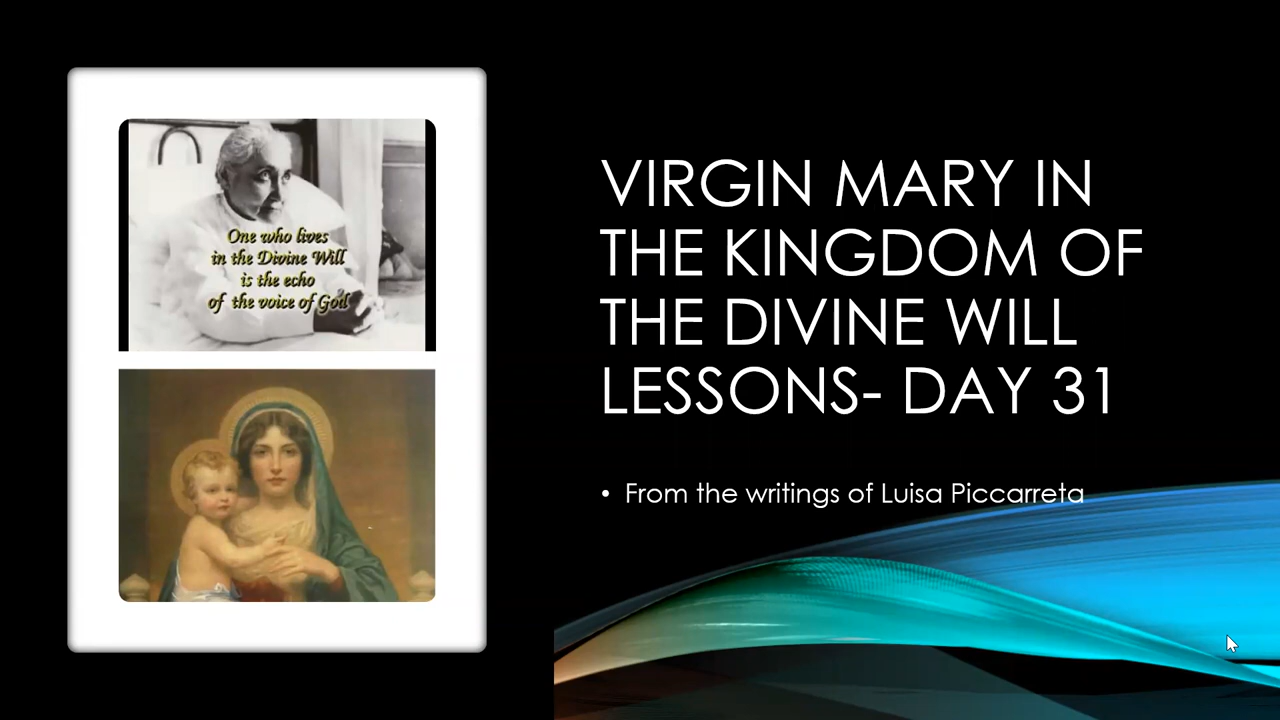 One who lives
in the Divine Will
is the echo
of the voice of God
VIRGIN MARY IN
THE KINGDOM OF
THE DIVINE WILL
LESSONS- DAY 31
• From the writings of Luisa Piccarreta